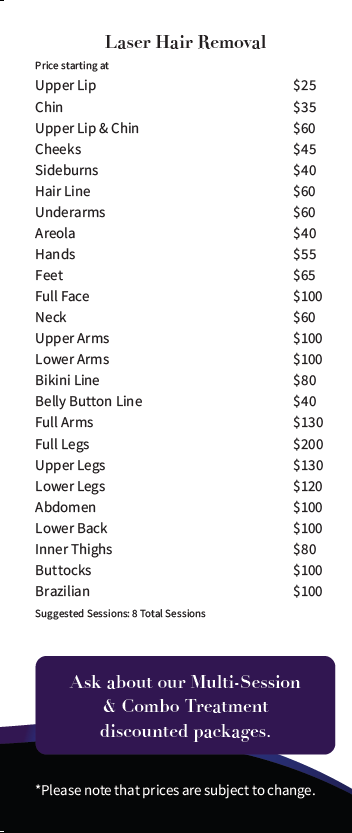 Laser Hair Removal
Price starting at
Upper Lip $25
Chin $35
Upper Lip & Chin $60
Cheeks $45
Sideburns $40
Hair Line $60
Underarms $60
Areola $40
Hands $55
Feet $65
Full Face $100
Neck $60
Upper Arms $100
Lower Arms $100
Bikini Line $80
Belly Button Line $40
Full Arms $130
Full Legs $200
Upper Legs $130
Lower Legs $120
Abdomen $100
Lower Back $100
Inner Thighs $80
Buttocks $100
Brazilian $100
Suggested Sessions: 8 Total Sessions
Ask about our Multi-Session
& Combo Treatment
discounted packages.
*Please note that prices are subject to change.